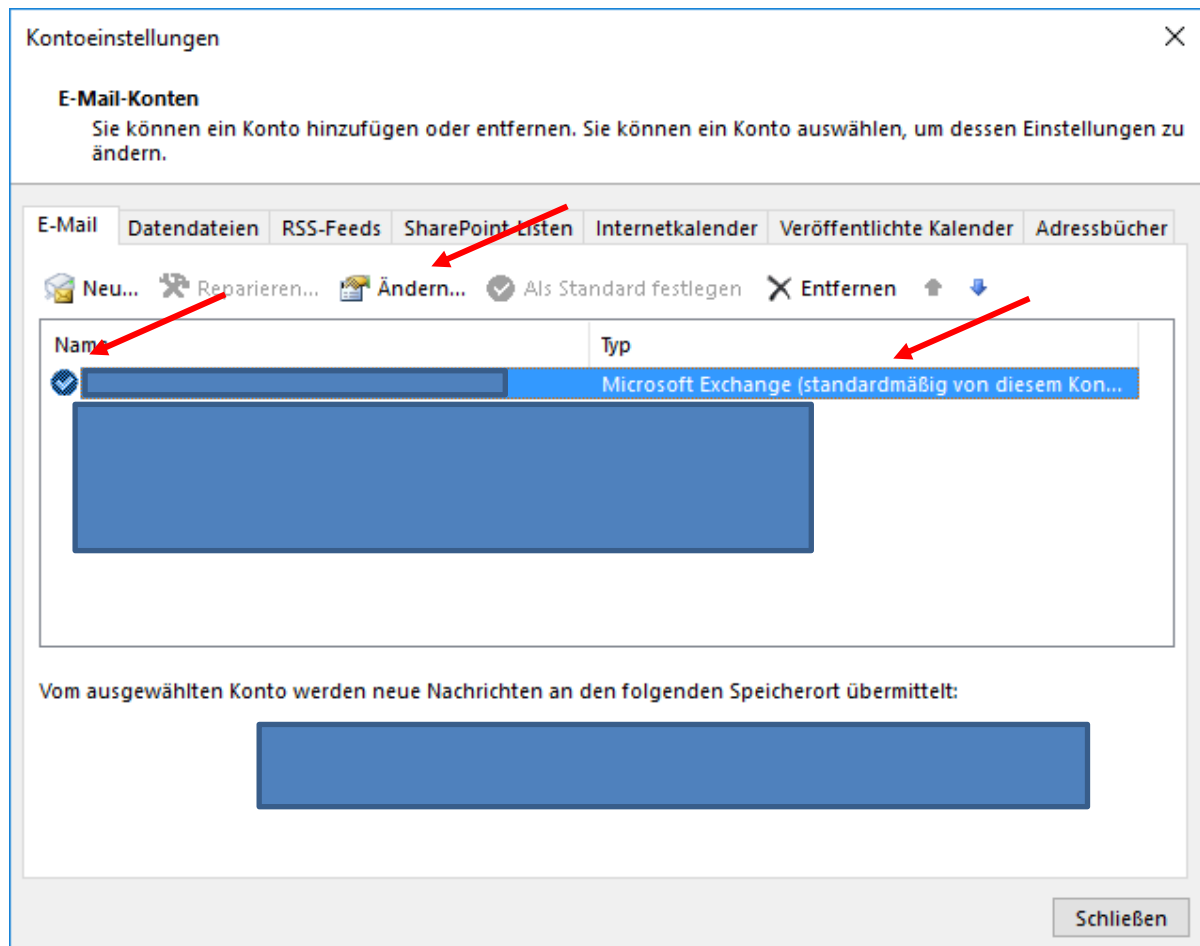 Kontoeinstellungen
E-Mail-Konten
Sie können ein Konto hinzufügen oder entfernen. Sie können ein Konto auswählen, um dessen Einstellungen zu
ändern.
E-Mail Datendateien RSS-Feeds SharePoint-Listen Internetkalender Veröffentlichte Kalender Adressbücher
Neu... Reparieren... Ändern... Als Standard festlegen Entfernen
Name Typ
Microsoft Exchange (standardmäßig von diesem Kon...
Vom ausgewählten Konto werden neue Nachrichten an den folgenden Speicherort übermittelt:
Schließen